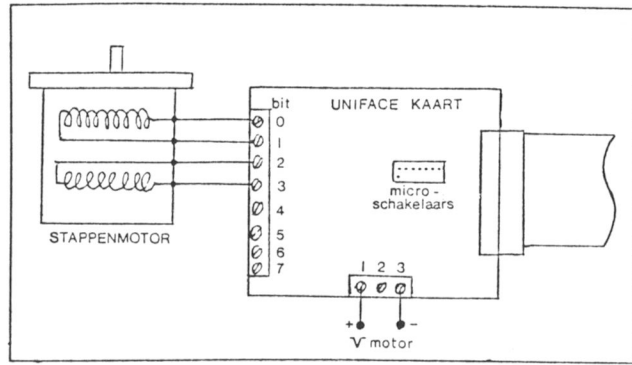 bit
UNIFACE KAART
0
1
2
3
4
5
6
7
micro-
schakelaars
STAPPENMOTOR
1 2 3
+ -
V motor